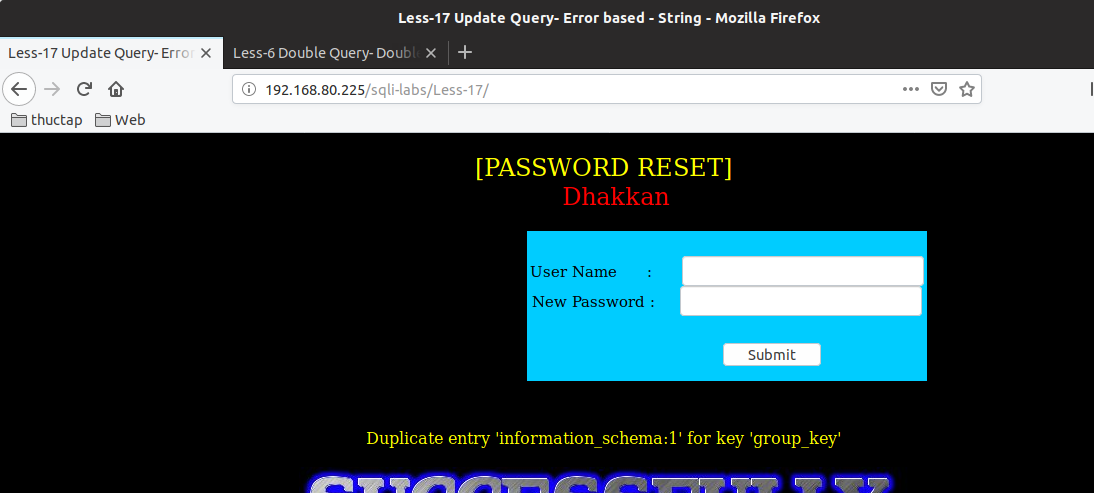 Less-17 Update Query- Error based - String - Mozilla Firefox
Less-17 Update Query- Error
Less-6 Double Query- Double
192.168.80.225/sqli-labs/Less-17/
thuctap Web
[PASSWORD RESET]
Dhakkan
User Name :
New Password :
Submit
Duplicate entry 'information_schema:1' for key 'group_key'
SUCCESSFULLY